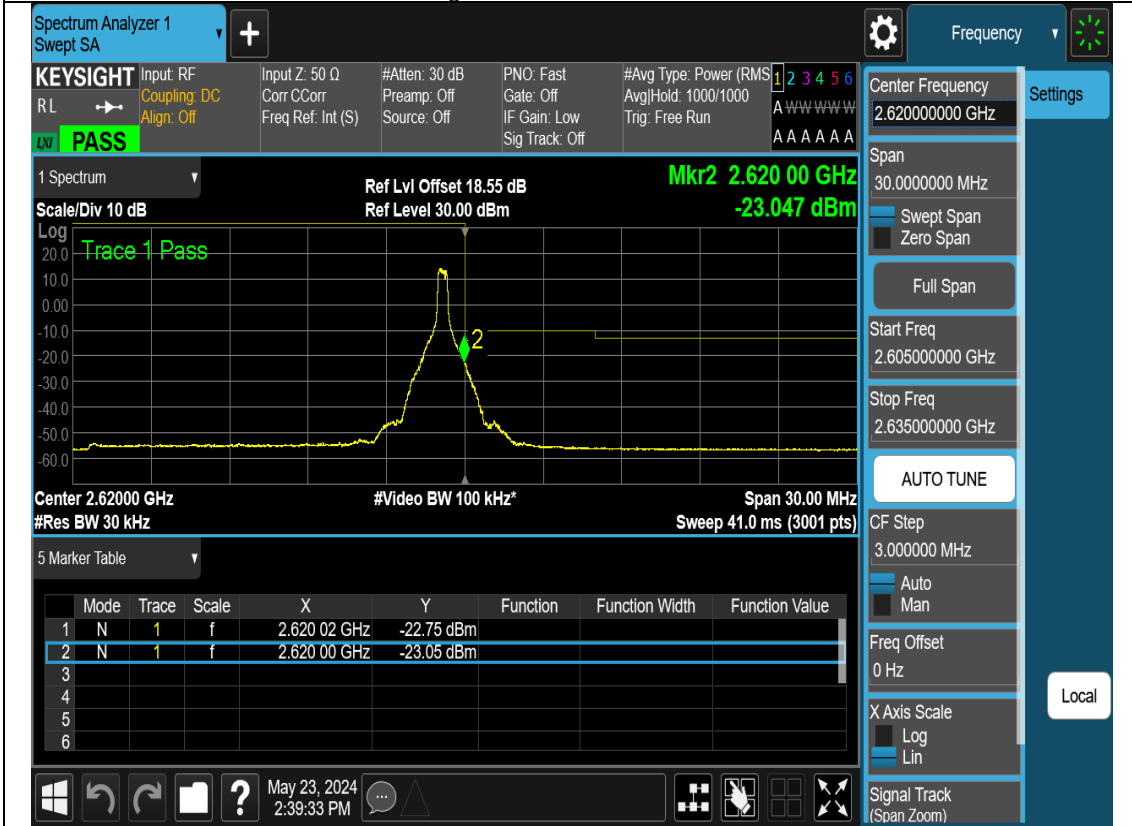 Spectrum Analyzer 1
Swept SA
Frequency
KEYSIGHT
RL
LXI PASS
Input: RF
Coupling: DC
Align: Off
Input Z: 50 Ω
Corr CCorr
Freq Ref: Int (S)
#Atten: 30 dB
Preamp: Off
Source: Off
PNO: Fast
Gate: Off
IF Gain: Low
Sig Track: Off
#Avg Type: Power (RMS
Avg|Hold: 1000/1000
Trig: Free Run
1 2 3 4 5 6
A W W W W W
A A A A A A
1 Spectrum
Scale/Div 10 dB
Ref Lvl Offset 18.55 dB
Ref Level 30.00 dBm
Mkr2 2.620 00 GHz
-23.047 dBm
Log
Trace 1 Pass
20.0
10.0
0.00
-10.0
-20.0
-30.0
-40.0
-50.0
-60.0
2
Center 2.62000 GHz
#Video BW 100 kHz*
Span 30.00 MHz
#Res BW 30 kHz
Sweep 41.0 ms (3001 pts)
5 Marker Table
Mode Trace Scale X Y Function Function Width Function Value
1 N 1 f 2.620 02 GHz -22.75 dBm
2 N 1 f 2.620 00 GHz -23.05 dBm
3
4
5
6
Center Frequency
2.620000000 GHz
Span
30.0000000 MHz
Swept Span
Zero Span
Full Span
Start Freq
2.605000000 GHz
Stop Freq
2.635000000 GHz
AUTO TUNE
CF Step
3.000000 MHz
Auto
Man
Freq Offset
0 Hz
X Axis Scale
Log
Lin
Signal Track
(Span Zoom)
Settings
Local
?
May 23, 2024
2:39:33 PM